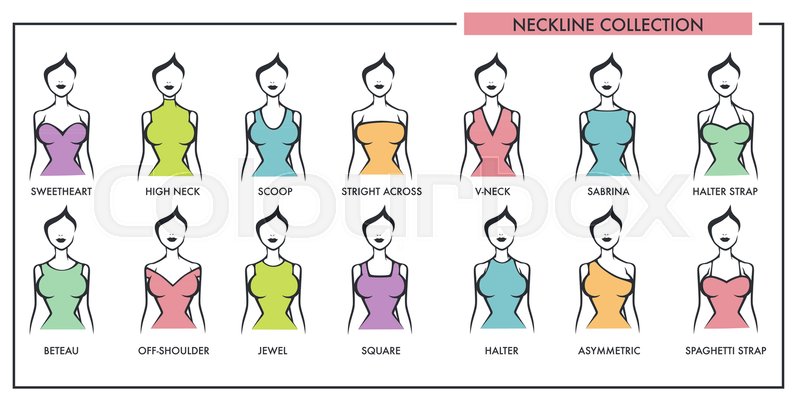 NECKLINE COLLECTION
SWEETHEART HIGH NECK SCOOP STRIGHT ACROSS V-NECK SABRINA HALTER STRAP
colourbox
BETEAU OFF-SHOULDER JEWEL SQUARE HALTER ASYMMETRIC SPAGHETTI STRAP